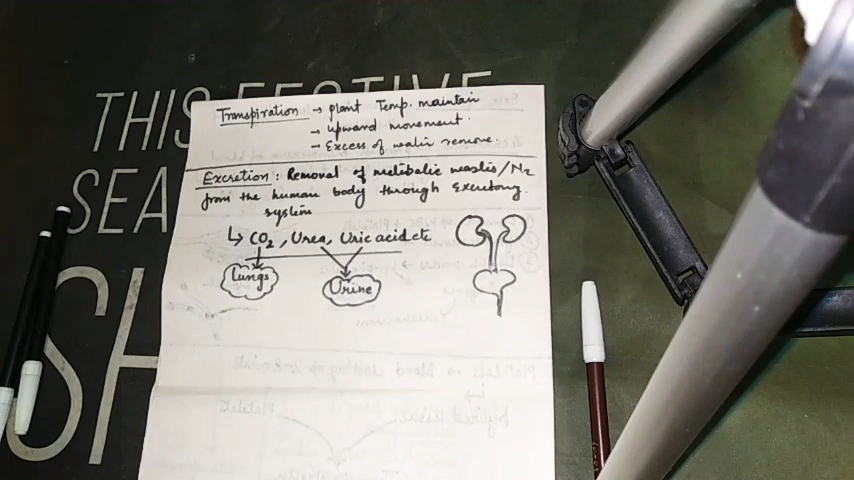 THIS FESTIVE
SEA
SH
Transpiration → plant Temp. maintain
→ upward movement.
→ Excess of water remove.
Excretion : Removal of metabolic wastes/N2
from the human body through Excretory
system
↳ CO2, Urea, Uric acid etc
Lungs
Urine